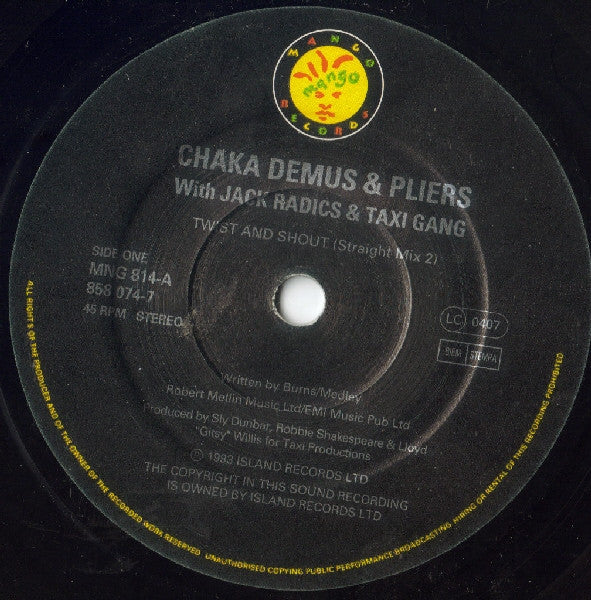 MANGO
mango
RECORDS
CHAKA DEMUS & PLIERS
With JACK RADICS & TAXI GANG
TWIST AND SHOUT (Straight Mix 2)
SIDE ONE
MNG 814-A
858 074-7
45 RPM STEREO
LC 0407
BIEM STEMRA
Written by Burns/Medley
Robert Mellin Music Ltd/EMI Music Pub Ltd
Produced by Sly Dunbar, Robbie Shakespeare & Lloyd
"Gitsy" Willis for Taxi Productions
℗ 1993 ISLAND RECORDS LTD
THE COPYRIGHT IN THIS SOUND RECORDING
IS OWNED BY ISLAND RECORDS LTD
ALL RIGHTS OF THE PRODUCER AND OF THE OWNER OF THE RECORDED WORK RESERVED UNAUTHORISED COPYING PUBLIC PERFORMANCE BROADCASTING HIRING OR RENTAL OF THIS RECORDING PROHIBITED